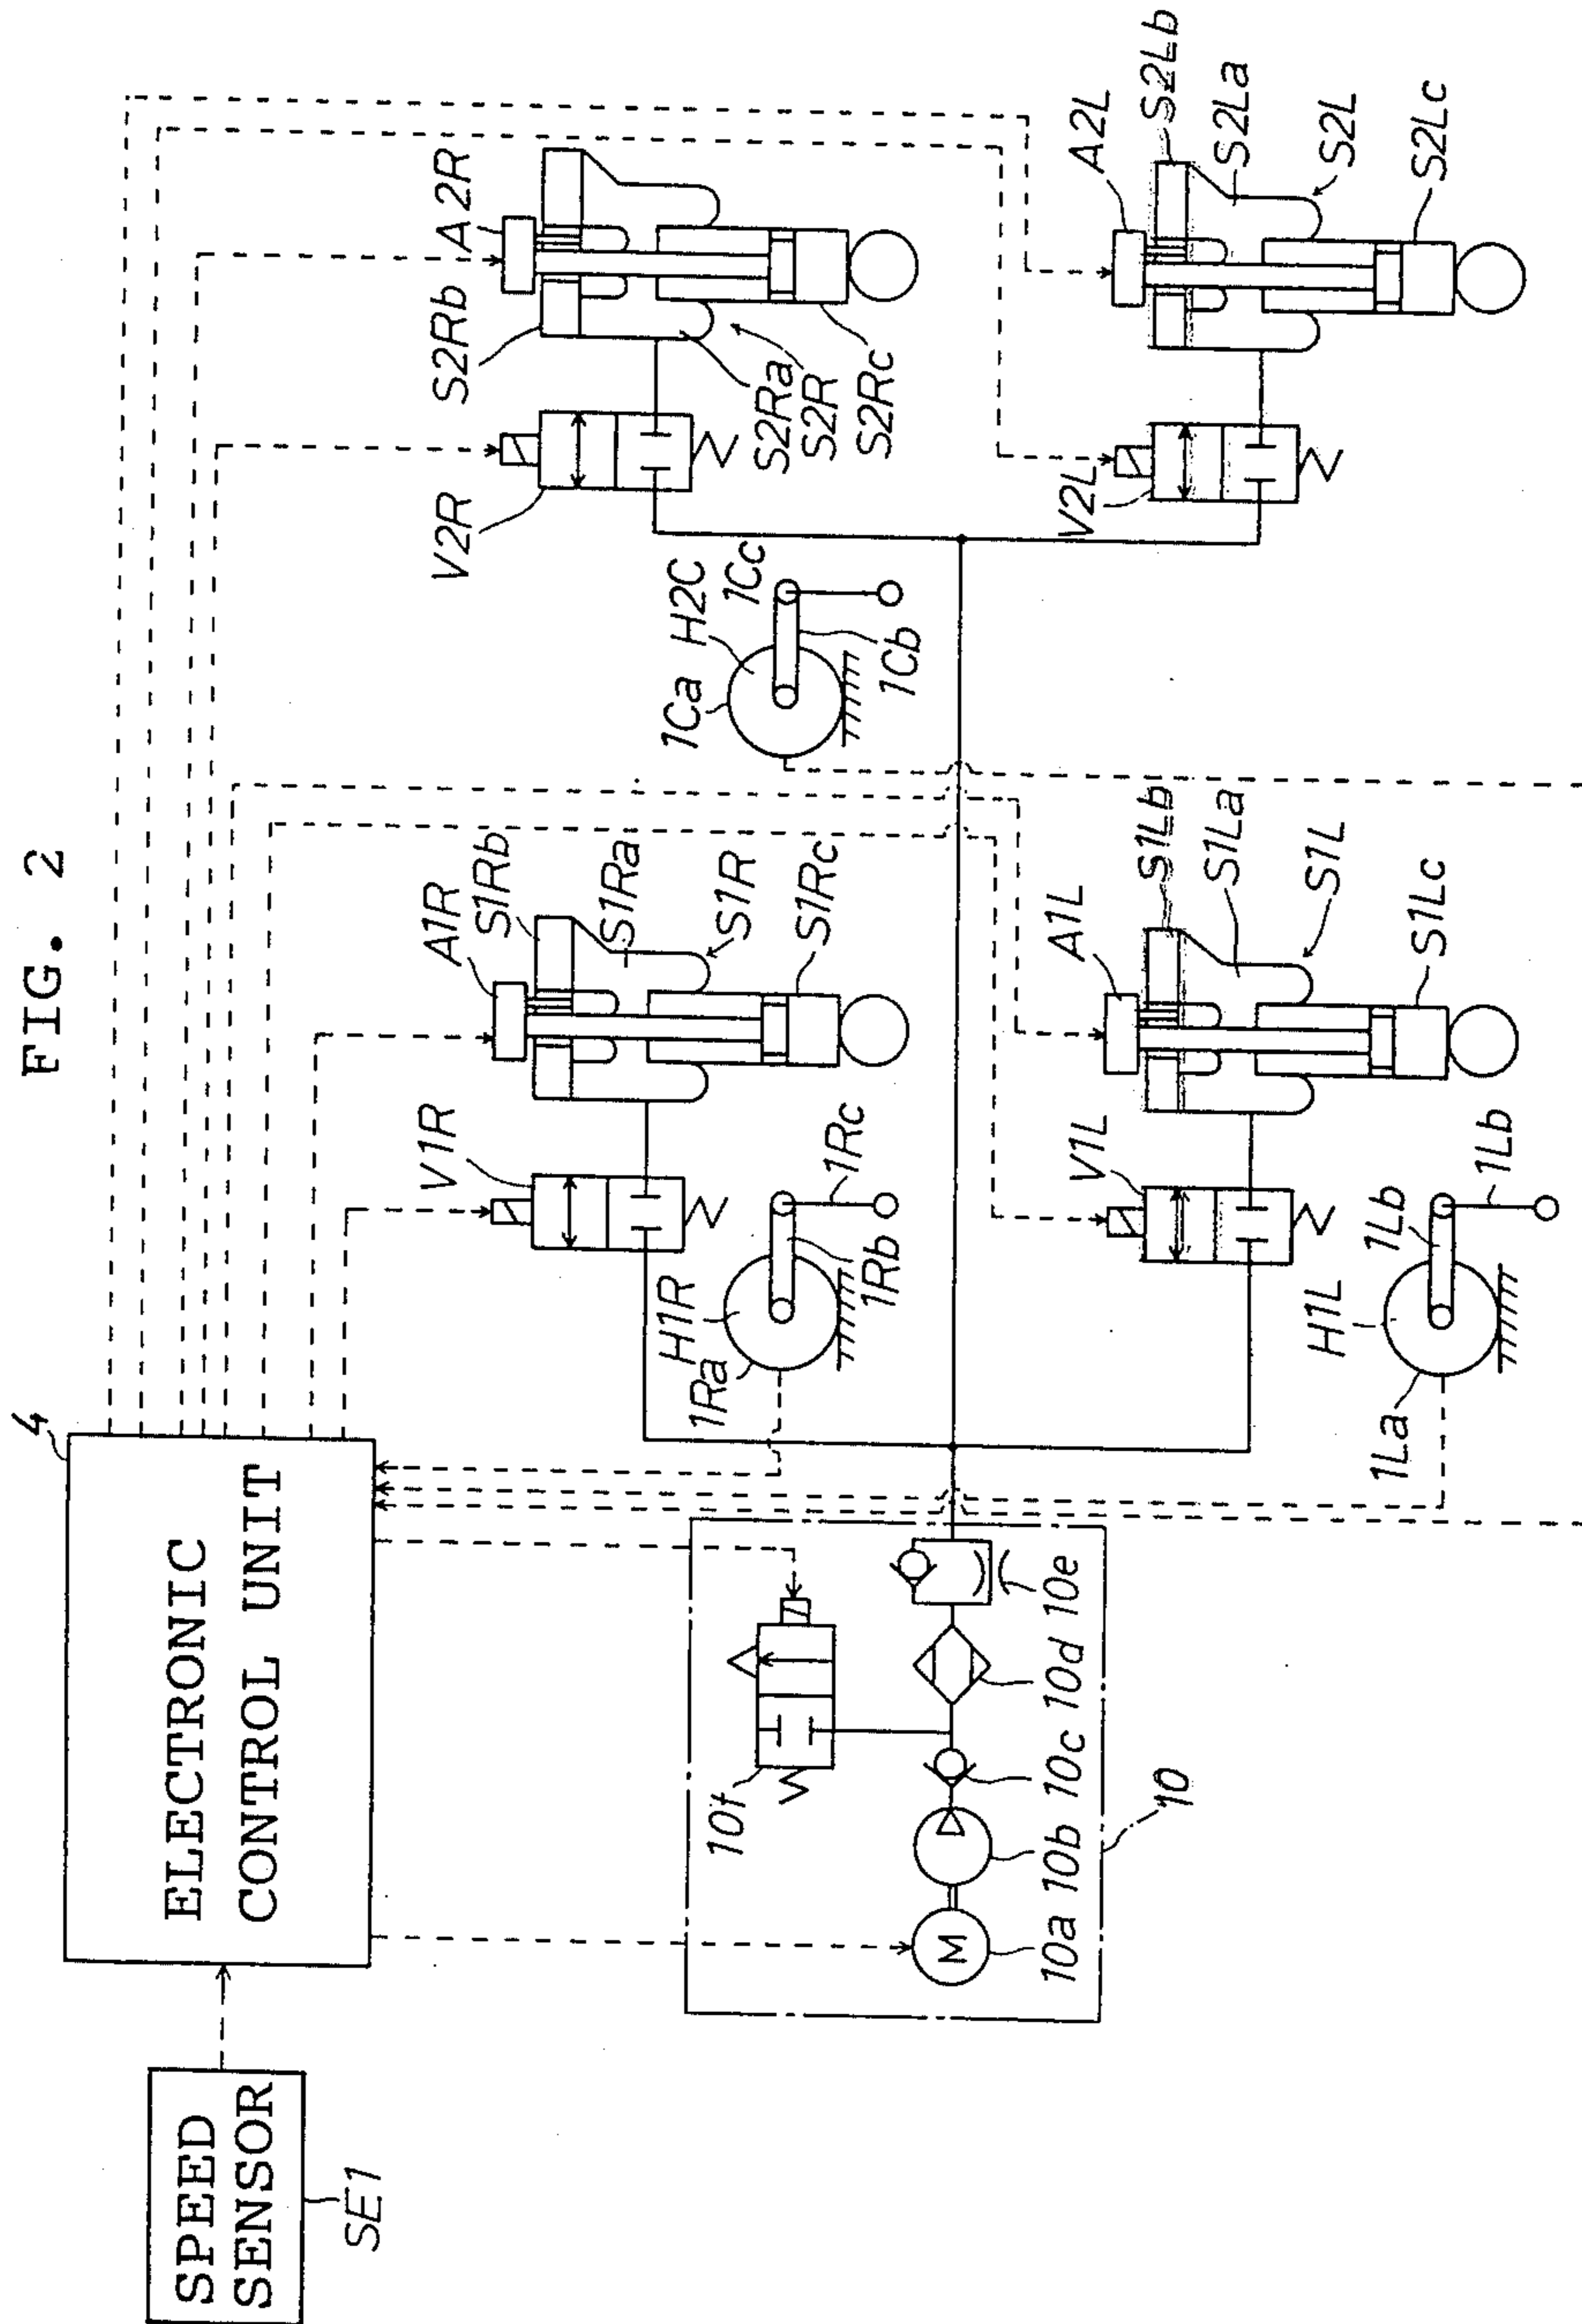 FIG. 2
4
ELECTRONIC
CONTROL UNIT
SPEED
SENSOR
SE1
V1R
A1R
S1Rb
S1Ra
S1R
S1Rc
V2R
S2Rb
A2R
S2Ra
S2R
S2Rc
H1R
1Ra
1Rb
1Rc
1Ca
H2C
1Cc
1Cb
10f
10a
10b
10c
10d
10e
10
V1L
A1L
S1Lb
S1La
S1L
S1Lc
V2L
A2L
S2Lb
S2La
S2L
S2Lc
H1L
1La
1Lb
1Lb
M